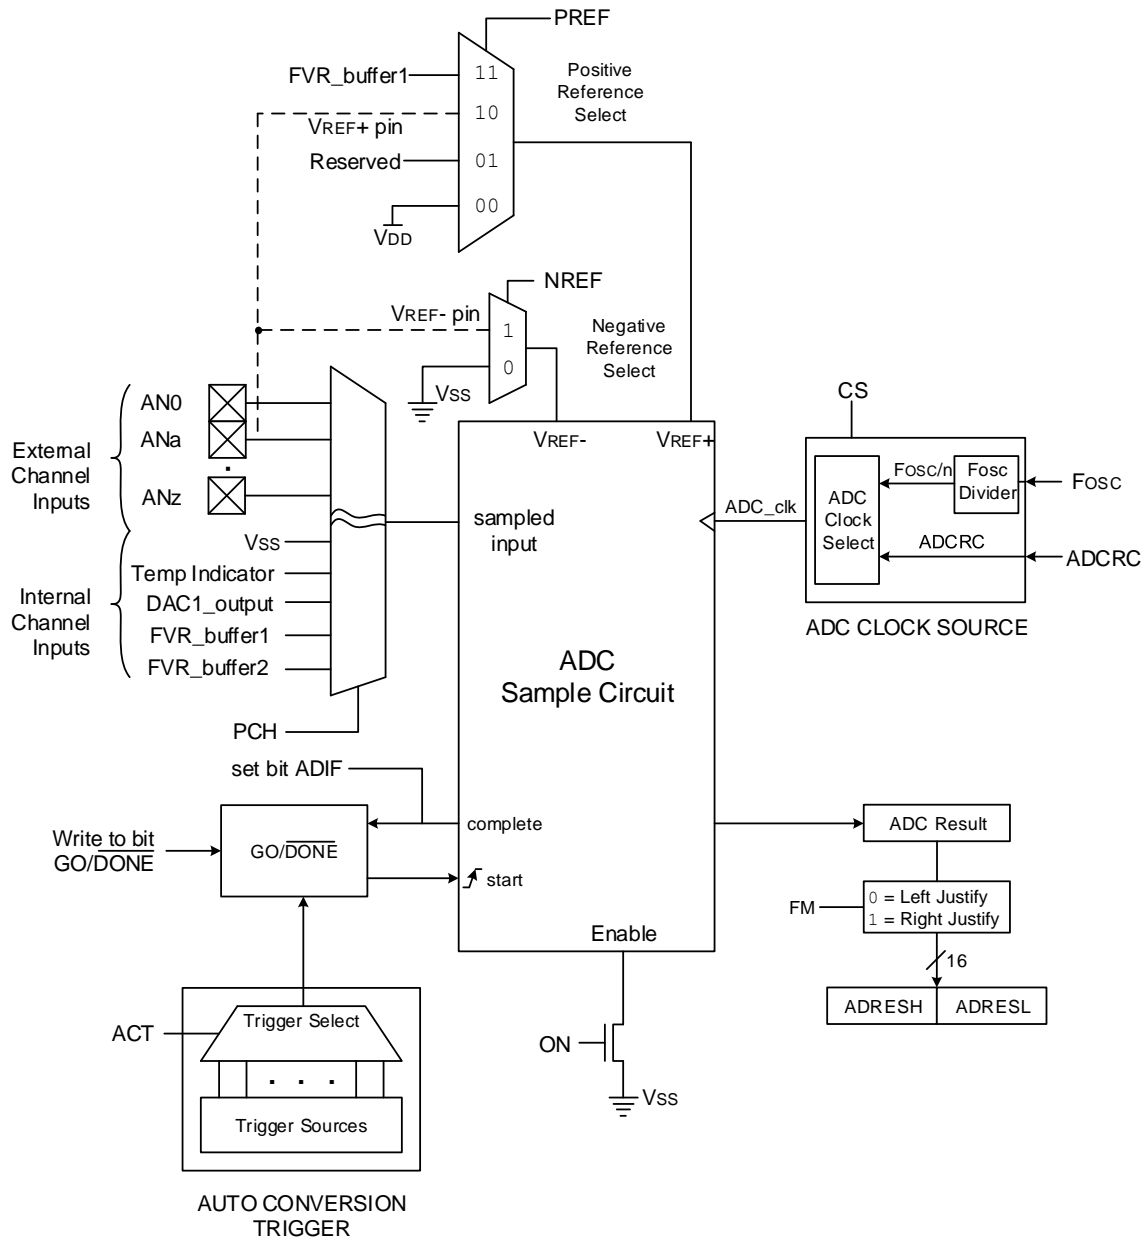 PREF
FVR_buffer1
11
Positive
Reference
Select
10
VREF+ pin
Reserved
01
00
VDD
NREF
VREF- pin
1
Negative
Reference
Select
0
VSS
CS
External
Channel
Inputs
AN0
ANa
.
ANz
VREF-
VREF+
sampled
input
ADC_clk
ADC
Clock
Select
FOSC/n
Fosc
Divider
FOSC
ADCRC
ADCRC
ADC CLOCK SOURCE
Internal
Channel
Inputs
VSS
Temp Indicator
DAC1_output
FVR_buffer1
FVR_buffer2
ADC
Sample Circuit
PCH
set bit ADIF
Write to bit
GO/DONE
GO/DONE
complete
start
Enable
ADC Result
FM
0 = Left Justify
1 = Right Justify
16
ADRESH
ADRESL
ACT
Trigger Select
. . .
Trigger Sources
ON
VSS
AUTO CONVERSION
TRIGGER